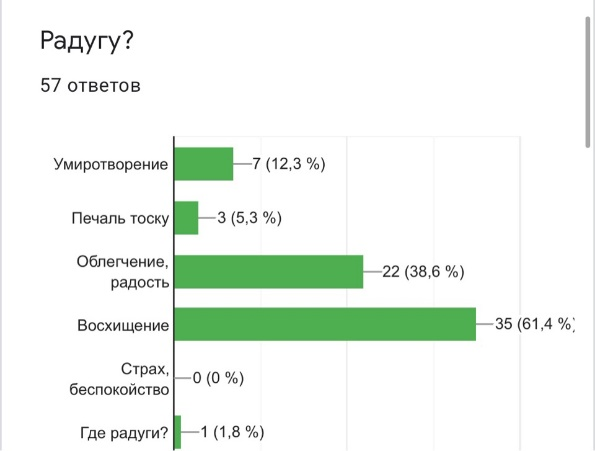 Радугу?
57 ответов
Умиротворение
7 (12,3 %)
Печаль тоску
3 (5,3 %)
Облегчение,
радость
22 (38,6 %)
Восхищение
35 (61,4 %)
Страх,
беспокойство
0 (0 %)
Где радуги?
1 (1,8 %)